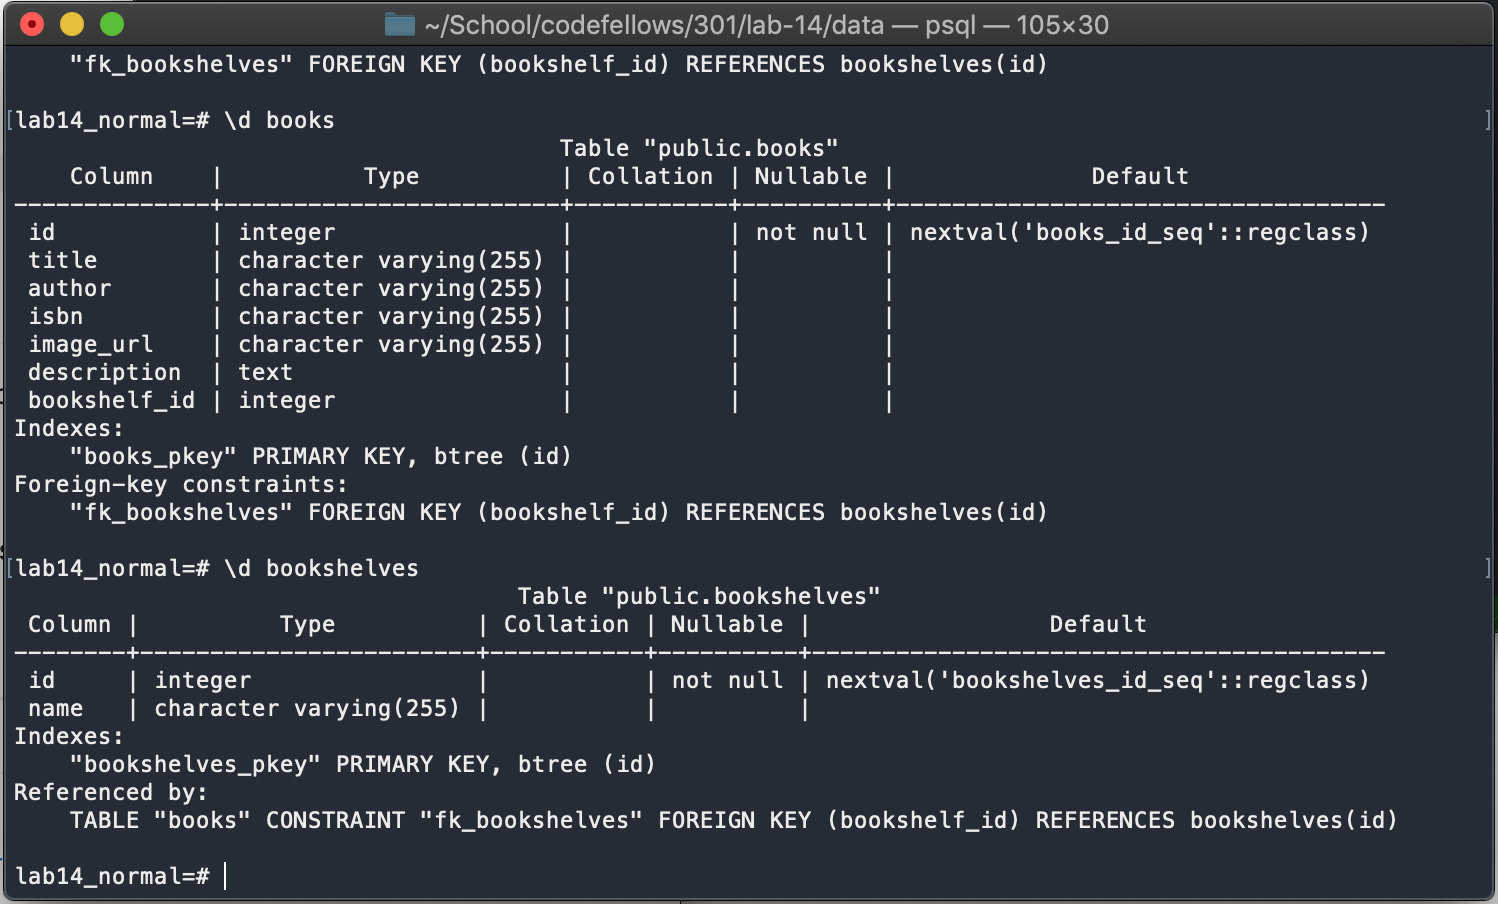 ~/School/codefellows/301/lab-14/data — psql — 105×30
"fk_bookshelves" FOREIGN KEY (bookshelf_id) REFERENCES bookshelves(id)
[lab14_normal=# \d books ]
Table "public.books"
Column | Type | Collation | Nullable | Default
--------------+------------------------+-----------+----------+-----------------------------------
id | integer | | not null | nextval('books_id_seq'::regclass)
title | character varying(255) | | |
author | character varying(255) | | |
isbn | character varying(255) | | |
image_url | character varying(255) | | |
description | text | | |
bookshelf_id | integer | | |
Indexes:
"books_pkey" PRIMARY KEY, btree (id)
Foreign-key constraints:
"fk_bookshelves" FOREIGN KEY (bookshelf_id) REFERENCES bookshelves(id)
[lab14_normal=# \d bookshelves ]
Table "public.bookshelves"
Column | Type | Collation | Nullable | Default
--------+------------------------+-----------+----------+-----------------------------------------
id | integer | | not null | nextval('bookshelves_id_seq'::regclass)
name | character varying(255) | | |
Indexes:
"bookshelves_pkey" PRIMARY KEY, btree (id)
Referenced by:
TABLE "books" CONSTRAINT "fk_bookshelves" FOREIGN KEY (bookshelf_id) REFERENCES bookshelves(id)
lab14_normal=#